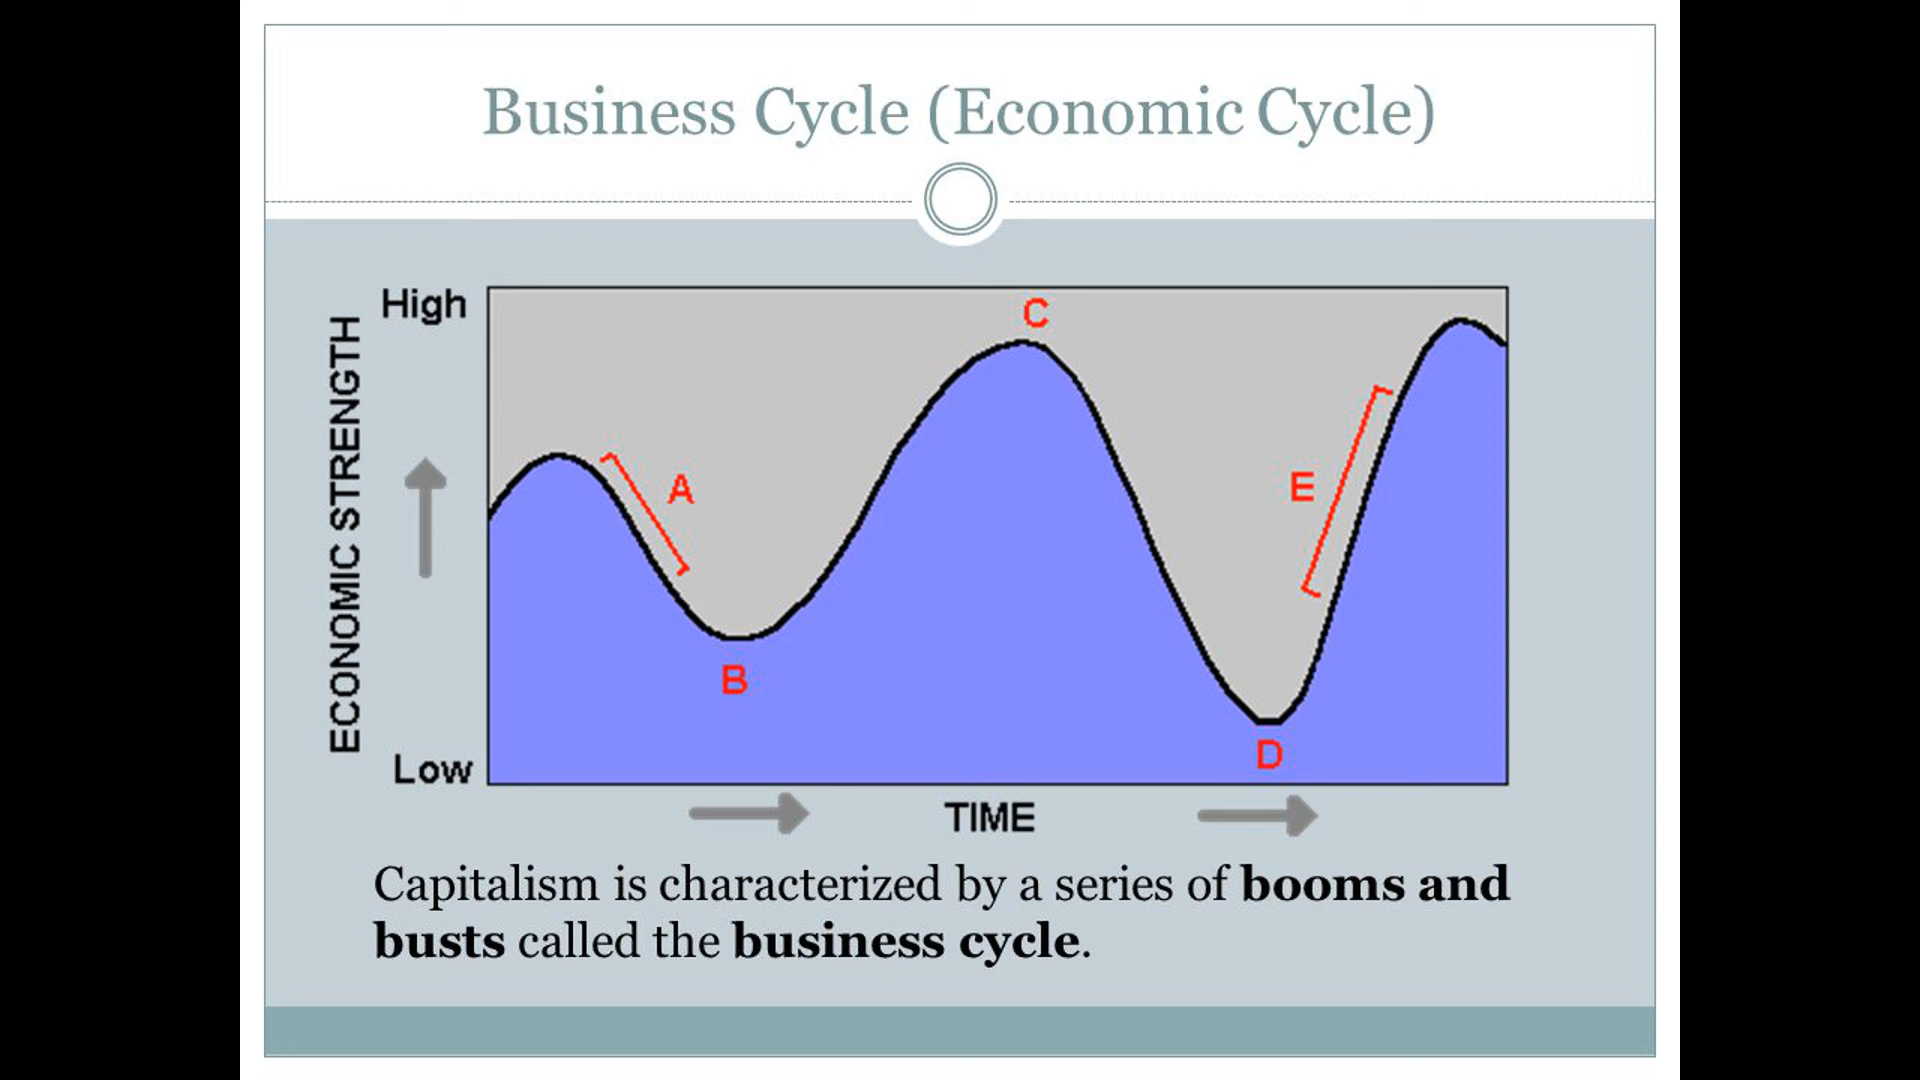 Business Cycle (Economic Cycle)
High
ECONOMIC STRENGTH
Low
A
B
C
D
E
TIME
Capitalism is characterized by a series of booms and
busts called the business cycle.